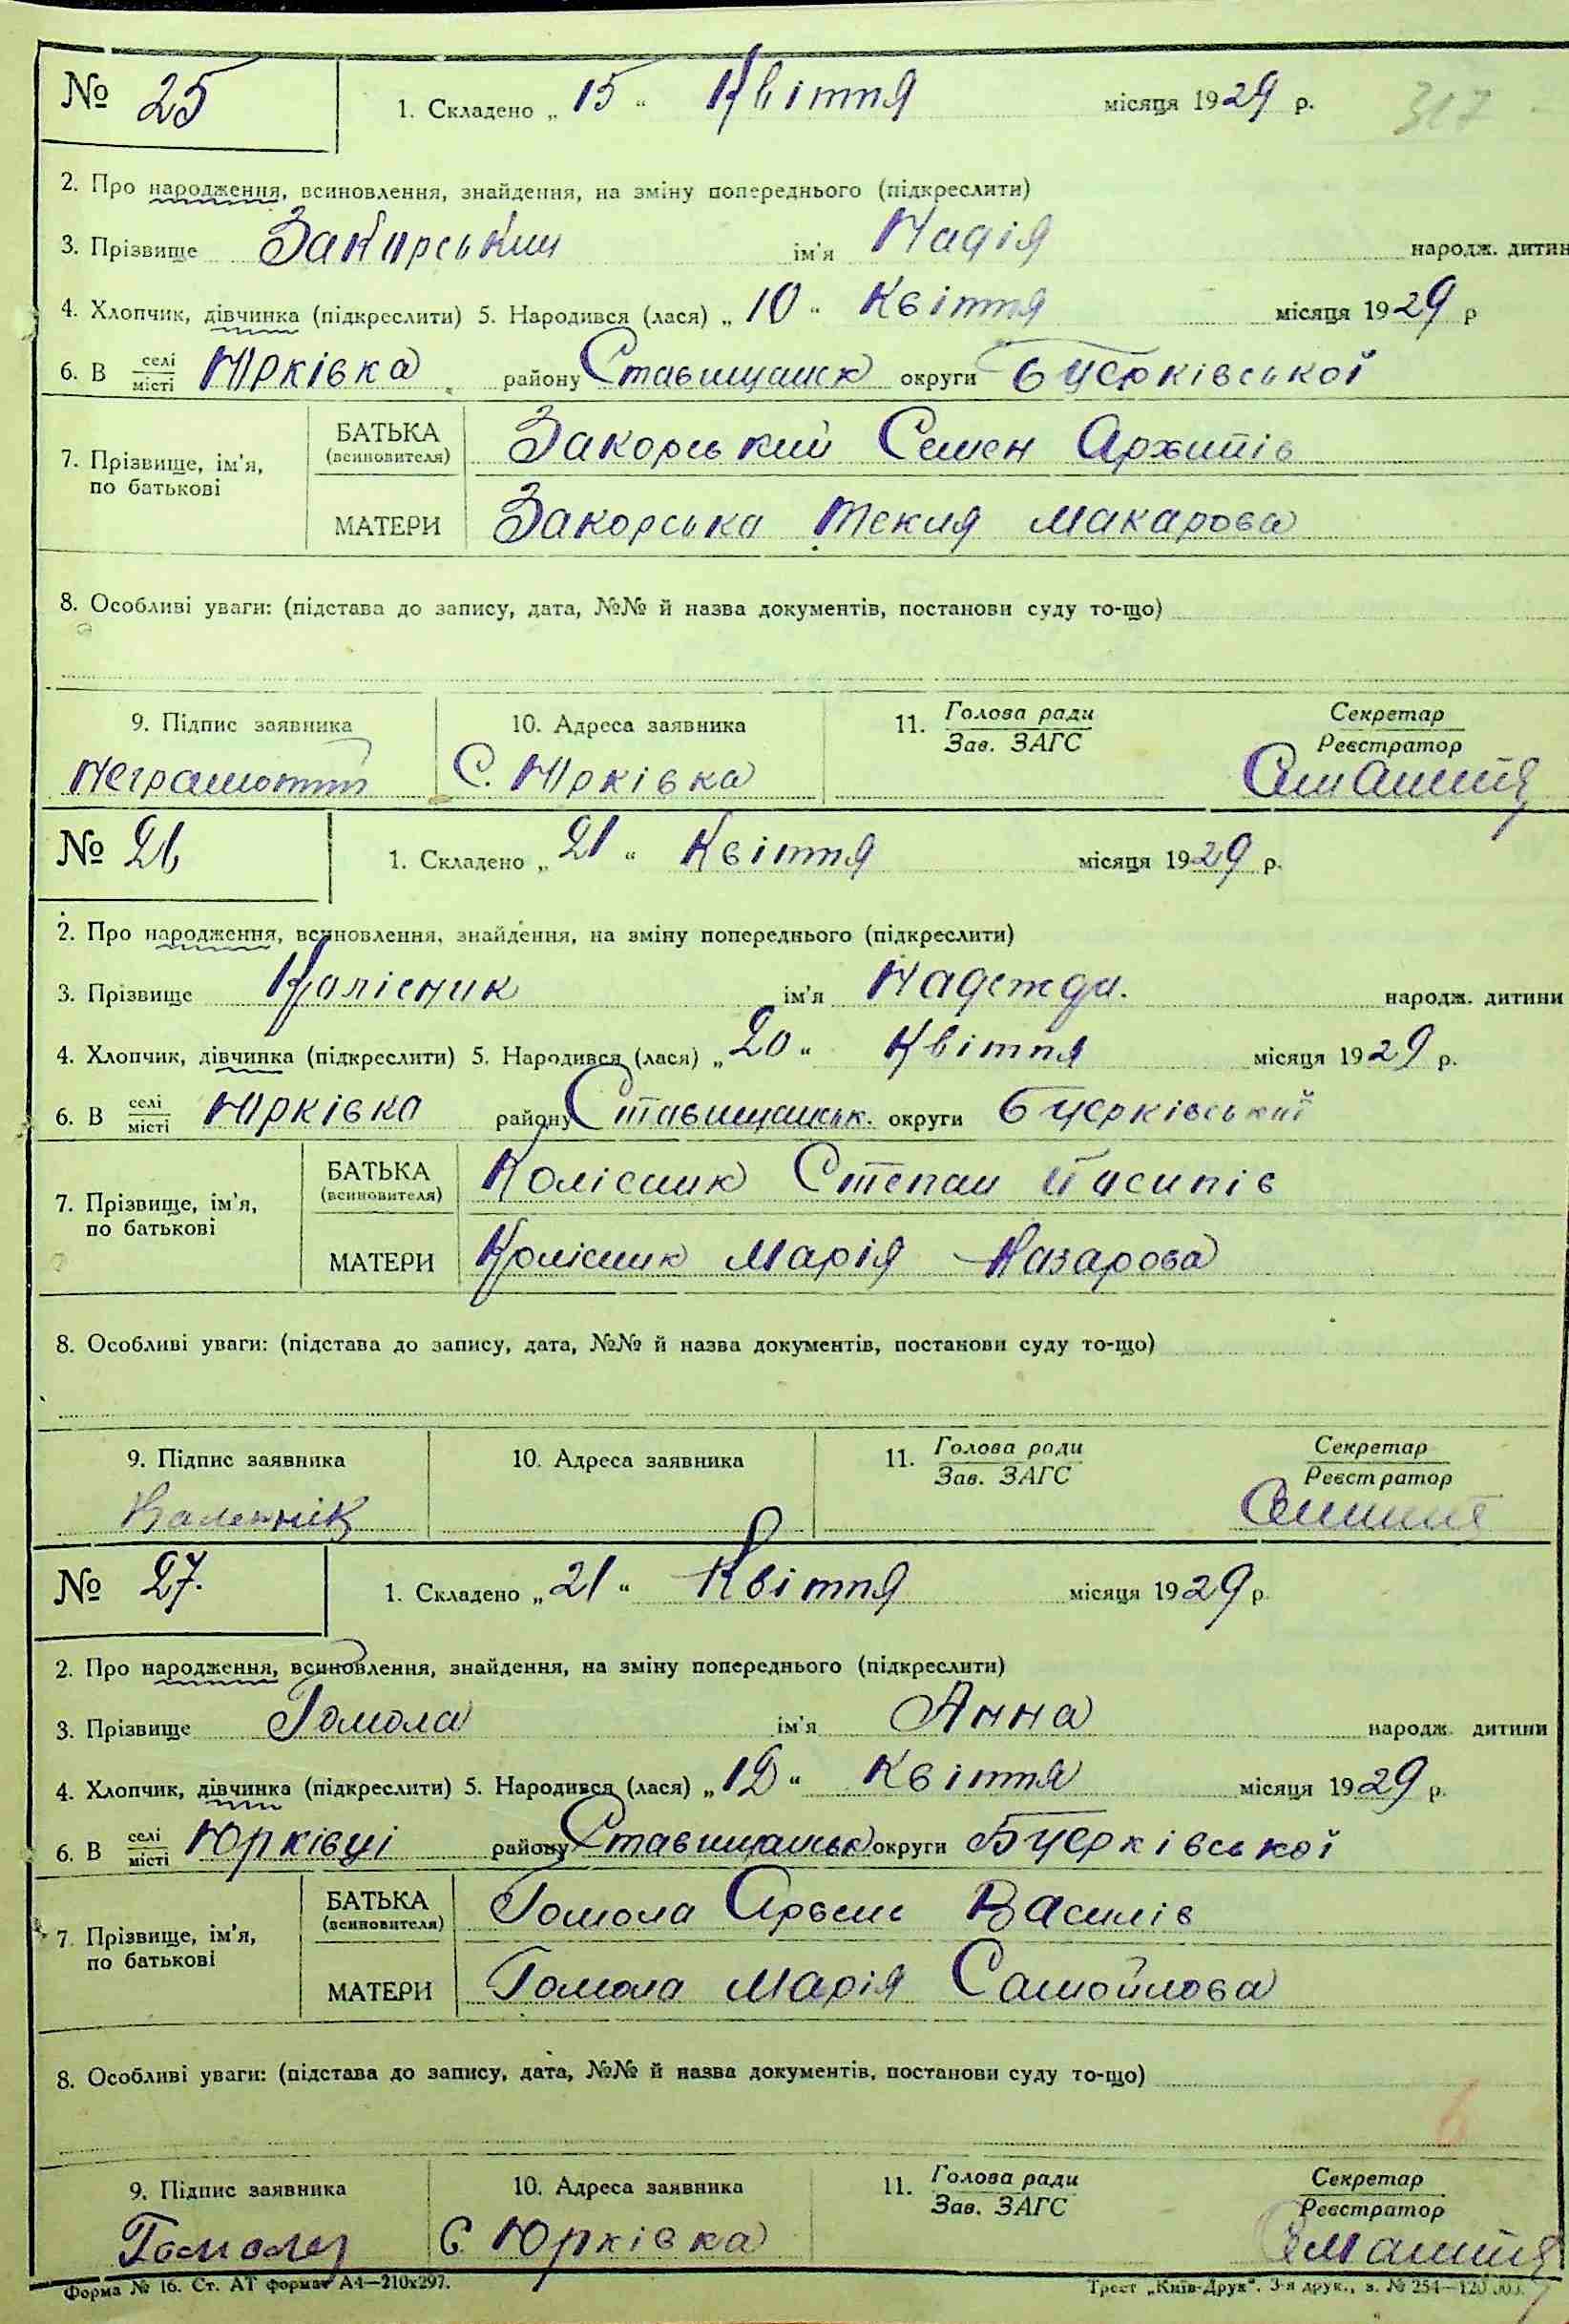 № 25
1. Складено „ 15 “ Квітня місяця 1929 р. 317
2. Про народження, всиновлення, знайдення, на зміну попереднього (підкреслити)
3. Прізвище Закорський ім'я Надія народж. дитин
4. Хлопчик, дівчинка (підкреслити) 5. Народився (лася) „ 10 “ Квітня місяця 1929 р
6. В селі місті Юрківка району Ставищанськ округи Бцерківської
7. Прізвище, ім'я, по батькові
БАТЬКА (всиновителя) Закорський Семен Архипів
МАТЕРИ Закорська Текля Макарова
8. Особливі уваги: (підстава до запису, дата, №№ й назва документів, постанови суду то-що)
9. Підпис заявника 10. Адреса заявника 11. Голова ради Зав. ЗАГС Секретар Реєстратор
С. Юрківка
№ 26
1. Складено „ 21 “ Квітня місяця 1929 р.
2. Про народження, всиновлення, знайдення, на зміну попереднього (підкреслити)
3. Прізвище Колісник ім'я Надежда. народж. дитини
4. Хлопчик, дівчинка (підкреслити) 5. Народився (лася) „ 20 “ Квітня місяця 1929 р.
6. В селі місті Юрківка району Ставищанськ. округи Бцерківської
7. Прізвище, ім'я, по батькові
БАТЬКА (всиновителя) Колісник Степан Йосипів
МАТЕРИ Колісник Марія Назарова
8. Особливі уваги: (підстава до запису, дата, №№ й назва документів, постанови суду то-що)
9. Підпис заявника 10. Адреса заявника 11. Голова ради Зав. ЗАГС Секретар Реєстратор
№ 27.
1. Складено „ 21 “ Квітня місяця 1929 р.
2. Про народження, всиновлення, знайдення, на зміну попереднього (підкреслити)
3. Прізвище Гомола ім'я Анна народж. дитини
4. Хлопчик, дівчинка (підкреслити) 5. Народився (лася) „ “ Квітня місяця 1929 р.
6. В селі місті Юрківці району Ставищанськ округи Бцерківської
7. Прізвище, ім'я, по батькові
БАТЬКА (всиновителя) Гомола Арсень Василів
МАТЕРИ Гомола Марія Самойлова
8. Особливі уваги: (підстава до запису, дата, №№ й назва документів, постанови суду то-що)
9. Підпис заявника 10. Адреса заявника 11. Голова ради Зав. ЗАГС Секретар Реєстратор
С Юрківка
Форма № 16. Ст. АТ формат А4—210х297. Трест „Київ-Друк“. 3-я друк., з. № 254—120.000.